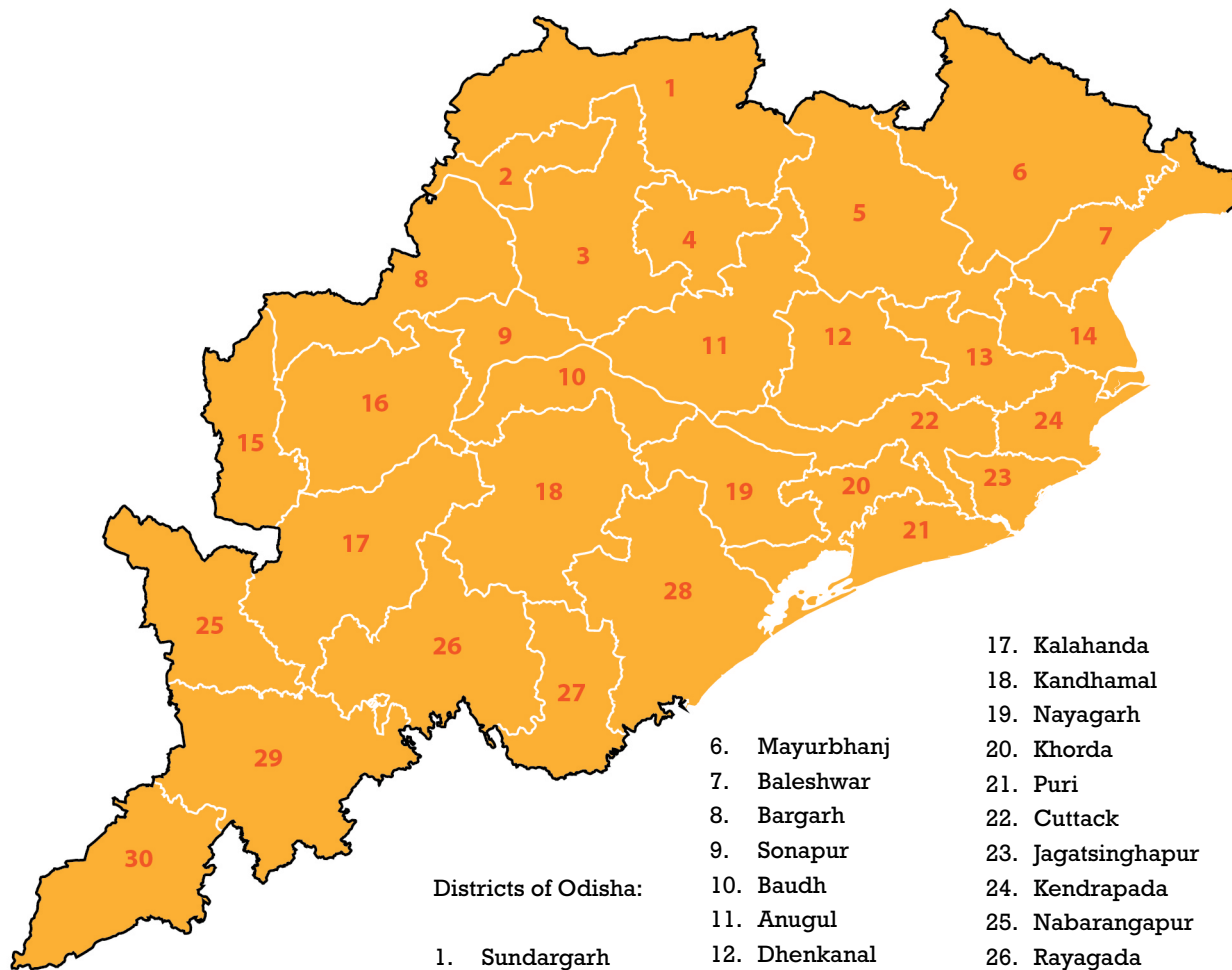 1
2
6
5
4
7
3
8
9
14
11
12
13
10
16
22
24
15
23
20
18
19
21
17
28
25
26
27
29
30
Districts of Odisha:
1. Sundargarh
6. Mayurbhanj
7. Baleshwar
8. Bargarh
9. Sonapur
10. Baudh
11. Anugul
12. Dhenkanal
17. Kalahanda
18. Kandhamal
19. Nayagarh
20. Khorda
21. Puri
22. Cuttack
23. Jagatsinghapur
24. Kendrapada
25. Nabarangapur
26. Rayagada